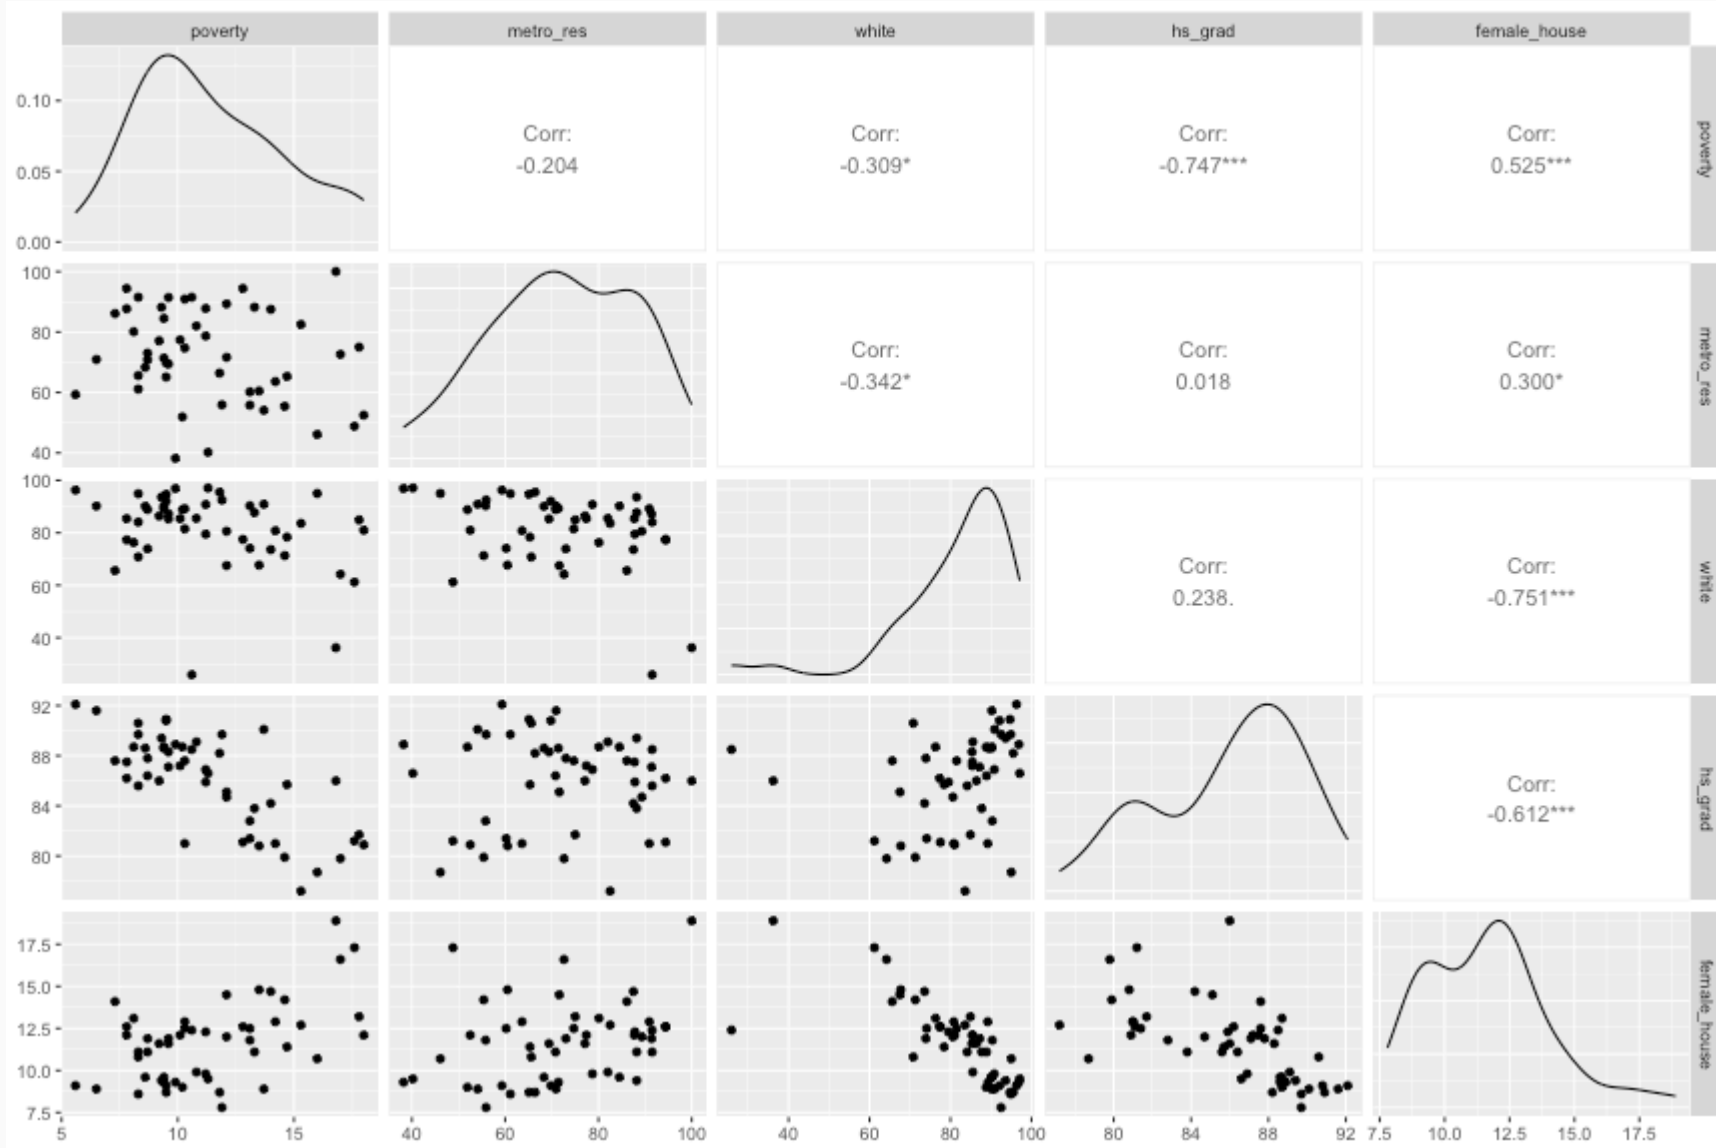 poverty metro_res white hs_grad female_house
0.10
0.05
0.00
Corr:
-0.204
Corr:
-0.309*
Corr:
-0.747***
Corr:
0.525***
poverty
100
80
60
40
Corr:
-0.342*
Corr:
0.018
Corr:
0.300*
metro_res
100
80
60
40
Corr:
0.238.
Corr:
-0.751***
white
92
88
84
80
Corr:
-0.612***
hs_grad
17.5
15.0
12.5
10.0
7.5
female_house
5 10 15 40 60 80 100 40 60 80 100 80 84 88 92 7.5 10.0 12.5 15.0 17.5